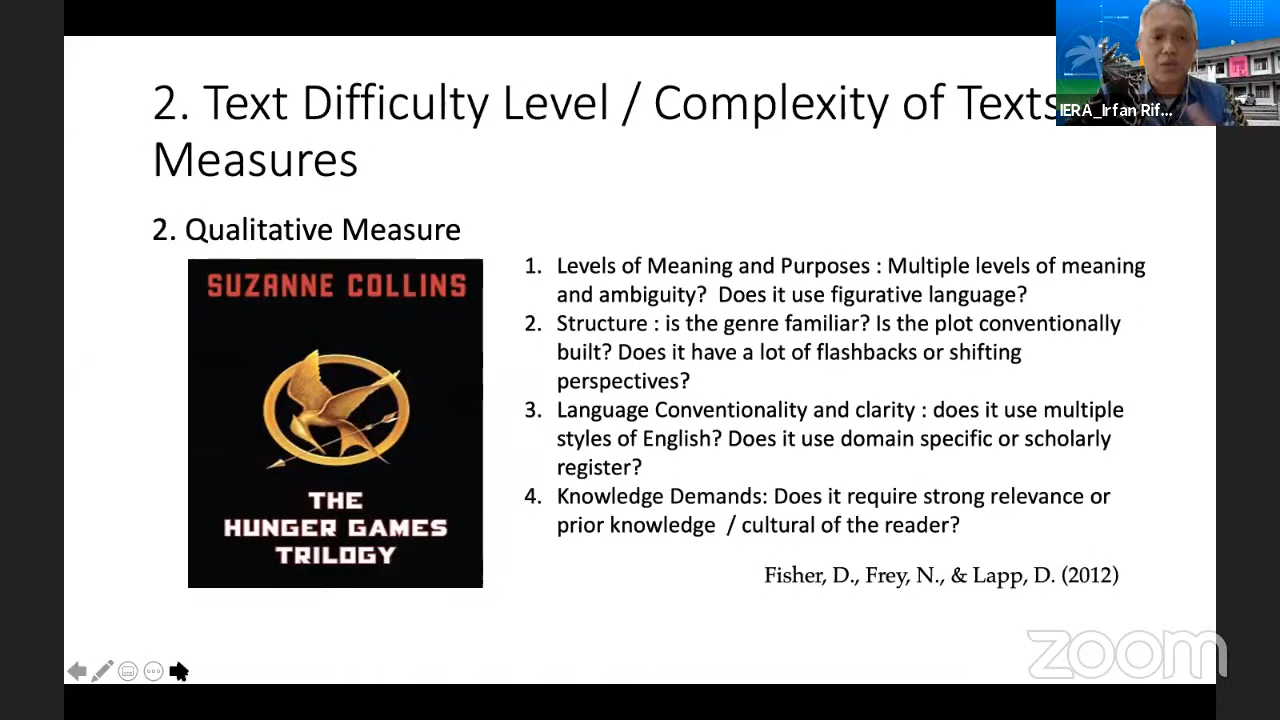 2. Text Difficulty Level / Complexity of Texts
Measures
IERA_Irfan Rif...
2. Qualitative Measure
SUZANNE COLLINS
THE
HUNGER GAMES
TRILOGY
1. Levels of Meaning and Purposes : Multiple levels of meaning
and ambiguity? Does it use figurative language?
2. Structure : is the genre familiar? Is the plot conventionally
built? Does it have a lot of flashbacks or shifting
perspectives?
3. Language Conventionality and clarity : does it use multiple
styles of English? Does it use domain specific or scholarly
register?
4. Knowledge Demands: Does it require strong relevance or
prior knowledge / cultural of the reader?
Fisher, D., Frey, N., & Lapp, D. (2012)
zoom